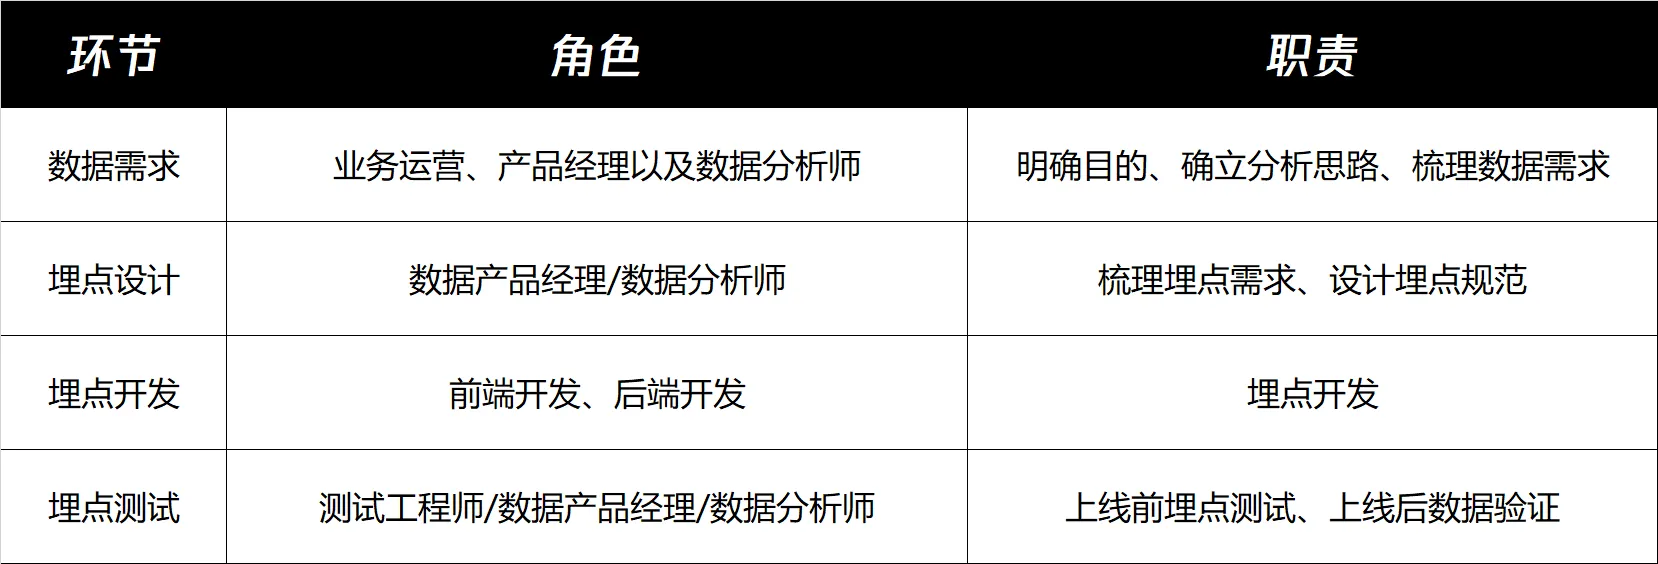 环节 角色 职责
数据需求 业务运营、产品经理以及数据分析师 明确目的、确立分析思路、梳理数据需求
埋点设计 数据产品经理/数据分析师 梳理埋点需求、设计埋点规范
埋点开发 前端开发、后端开发 埋点开发
埋点测试 测试工程师/数据产品经理/数据分析师 上线前埋点测试、上线后数据验证